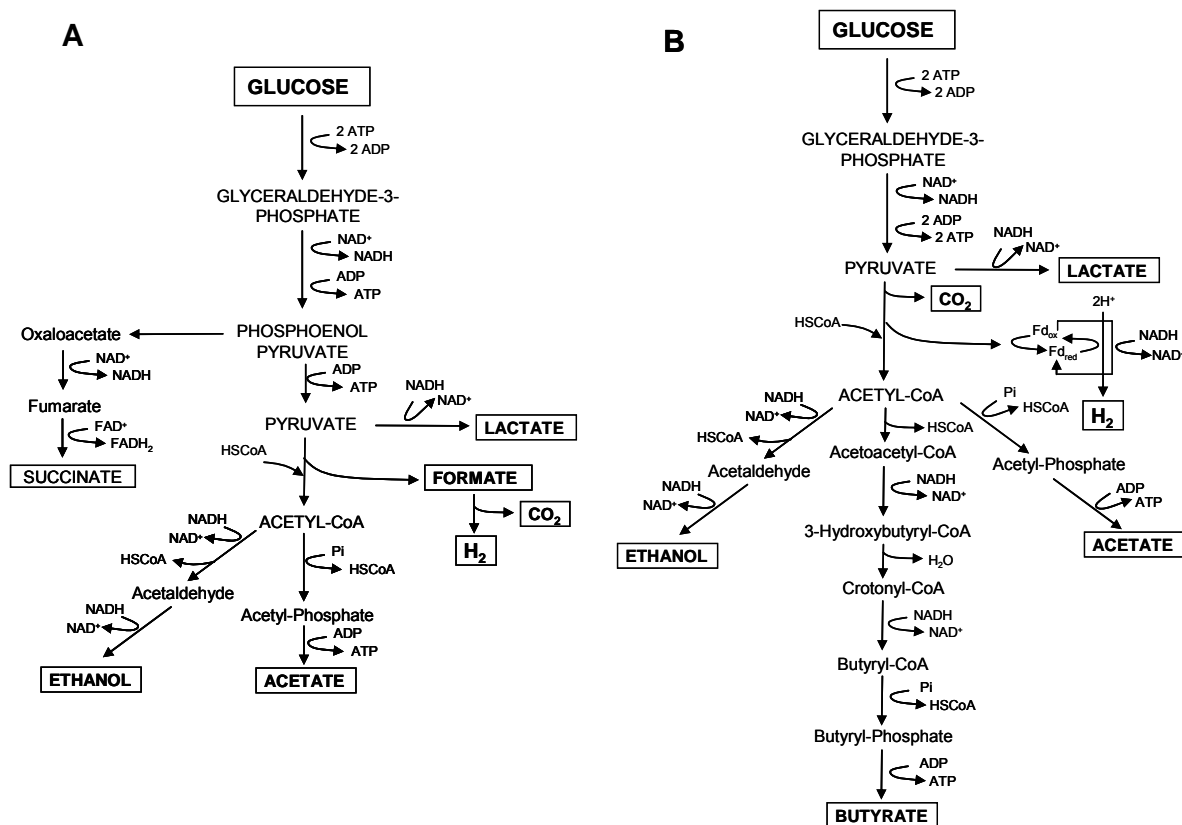 A
GLUCOSE
2 ATP
2 ADP
GLYCERALDEHYDE-3-
PHOSPHATE
NAD⁺
NADH
ADP
ATP
Oxaloacetate
PHOSPHOENOL
PYRUVATE
NAD⁺
NADH
ADP
ATP
Fumarate
FAD⁺
FADH₂
SUCCINATE
PYRUVATE
NADH
NAD⁺
LACTATE
HSCoA
FORMATE
CO₂
H₂
ACETYL-CoA
NADH
NAD⁺
HSCoA
Pi
HSCoA
Acetaldehyde
Acetyl-Phosphate
NADH
NAD⁺
ADP
ATP
ETHANOL
ACETATE
B
GLUCOSE
2 ATP
2 ADP
GLYCERALDEHYDE-3-
PHOSPHATE
NAD⁺
NADH
2 ADP
2 ATP
PYRUVATE
NADH
NAD⁺
LACTATE
CO₂
HSCoA
2H⁺
Fdox
Fdred
NADH
NAD⁺
H₂
ACETYL-CoA
NADH
NAD⁺
HSCoA
HSCoA
Pi
HSCoA
Acetaldehyde
Acetoacetyl-CoA
Acetyl-Phosphate
NADH
NAD⁺
NADH
NAD⁺
ADP
ATP
ETHANOL
3-Hydroxybutyryl-CoA
ACETATE
H₂O
Crotonyl-CoA
NADH
NAD⁺
Butyryl-CoA
Pi
HSCoA
Butyryl-Phosphate
ADP
ATP
BUTYRATE